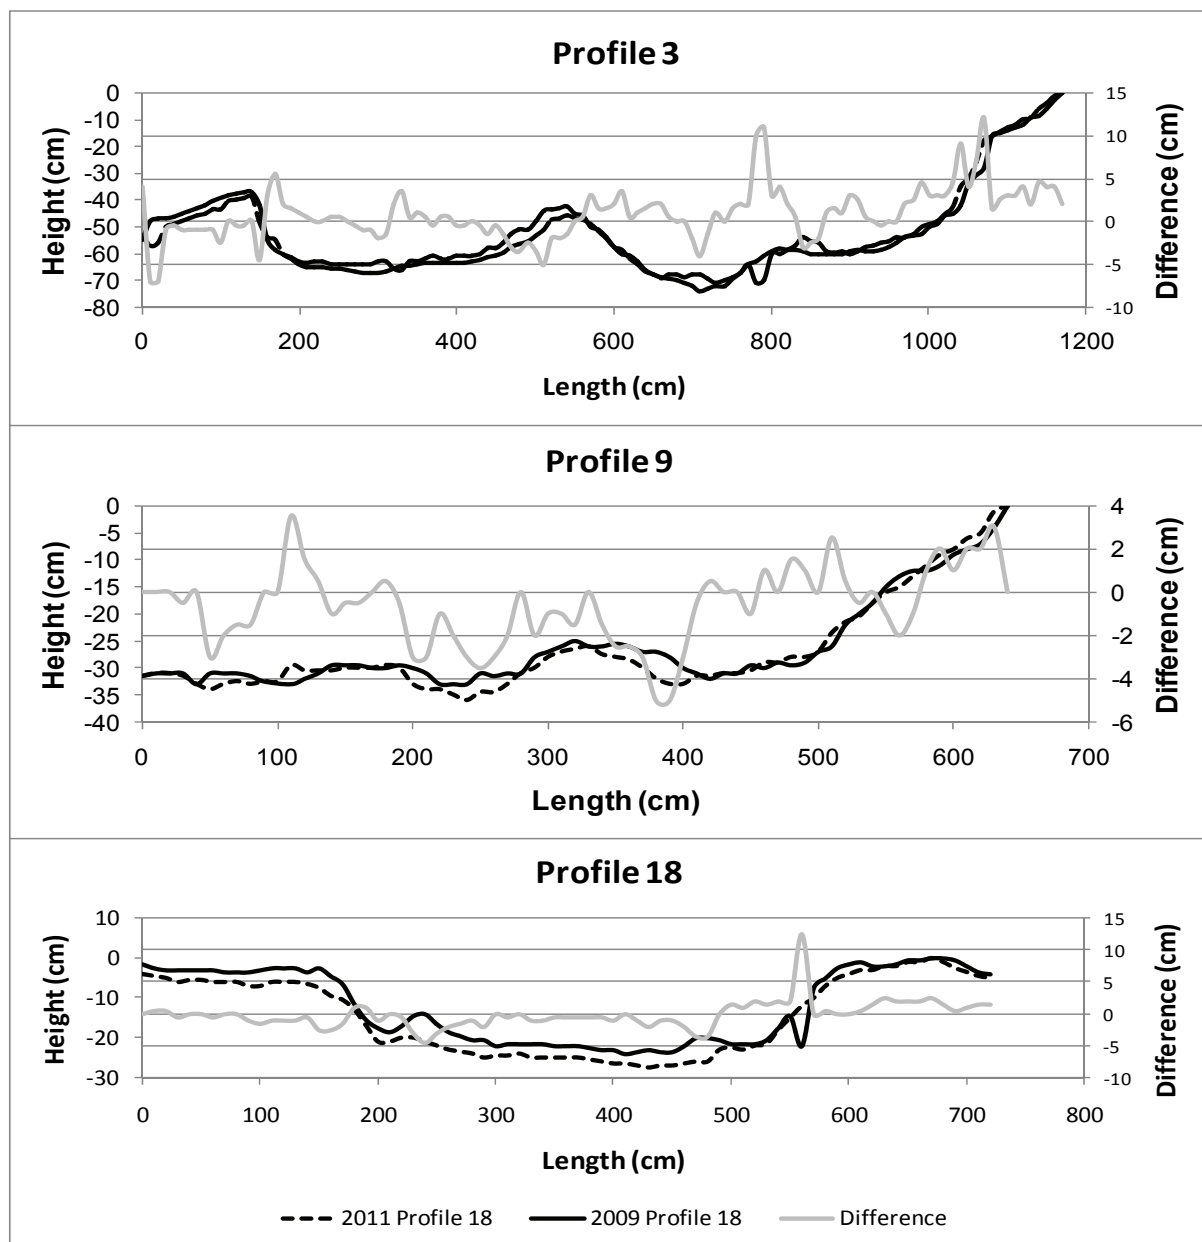 Profile 3
0
-10
-20
-30
-40
-50
-60
-70
-80
Height (cm)
15
10
5
0
-5
-10
Difference (cm)
0 200 400 600 800 1000 1200
Length (cm)
Profile 9
0
-5
-10
-15
-20
-25
-30
-35
-40
Height (cm)
4
2
0
-2
-4
-6
Difference (cm)
0 100 200 300 400 500 600 700
Length (cm)
Profile 18
10
0
-10
-20
-30
Height (cm)
15
10
5
0
-5
-10
Difference (cm)
0 100 200 300 400 500 600 700 800
Length (cm)
2011 Profile 18 2009 Profile 18 Difference